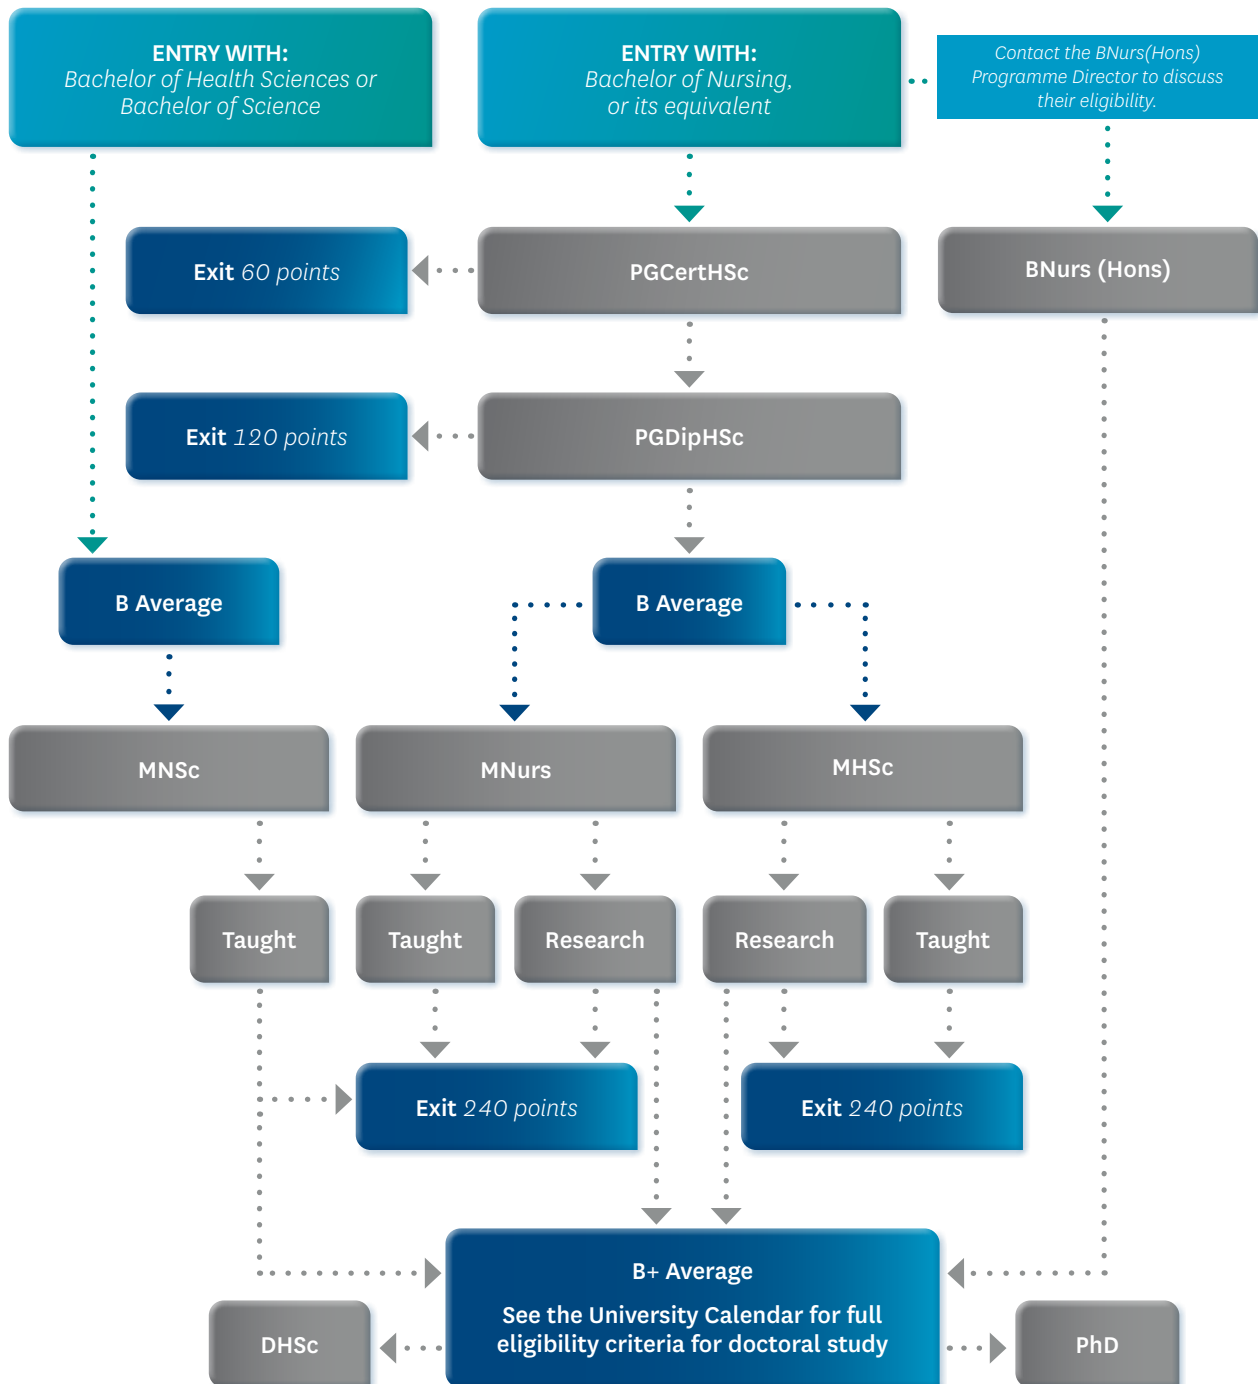 ENTRY WITH:
Bachelor of Health Sciences or
Bachelor of Science
ENTRY WITH:
Bachelor of Nursing,
or its equivalent
Contact the BNurs(Hons)
Programme Director to discuss
their eligibility.
Exit 60 points
PGCertHSc
BNurs (Hons)
Exit 120 points
PGDipHSc
B Average
B Average
MNSc
MNurs
MHSc
Taught
Taught
Research
Research
Taught
Exit 240 points
Exit 240 points
B+ Average
See the University Calendar for full
eligibility criteria for doctoral study
DHSc
PhD